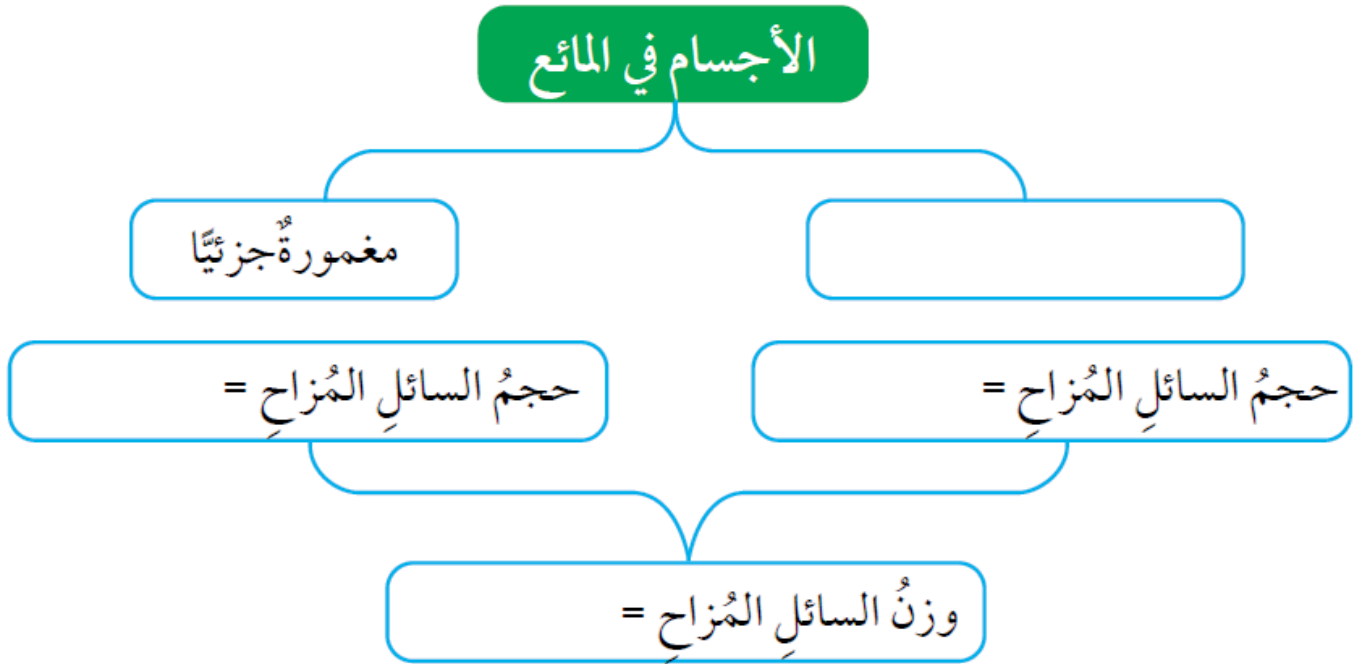 الأجسام في المائع
مغمورةٌ جزئيًّا
حجمُ السائلِ المُزاحِ =
حجمُ السائلِ المُزاحِ =
وزنُ السائلِ المُزاحِ =